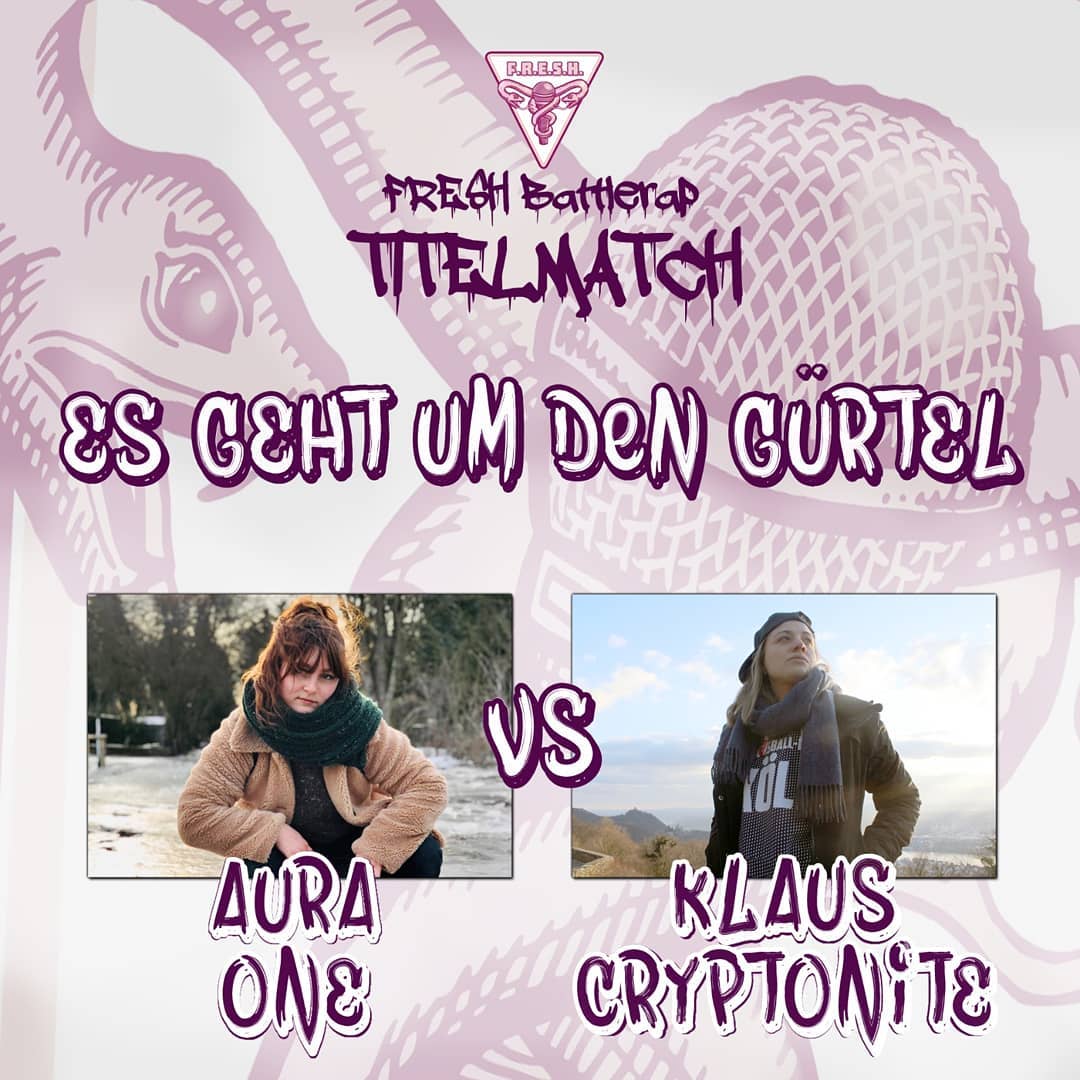 F.R.E.S.H.
FRESH Battlerap
TITELMATCH
ES GEHT UM DEN GÜRTEL
VS
AURA
ONE
KLAUS
CRYPTONITE